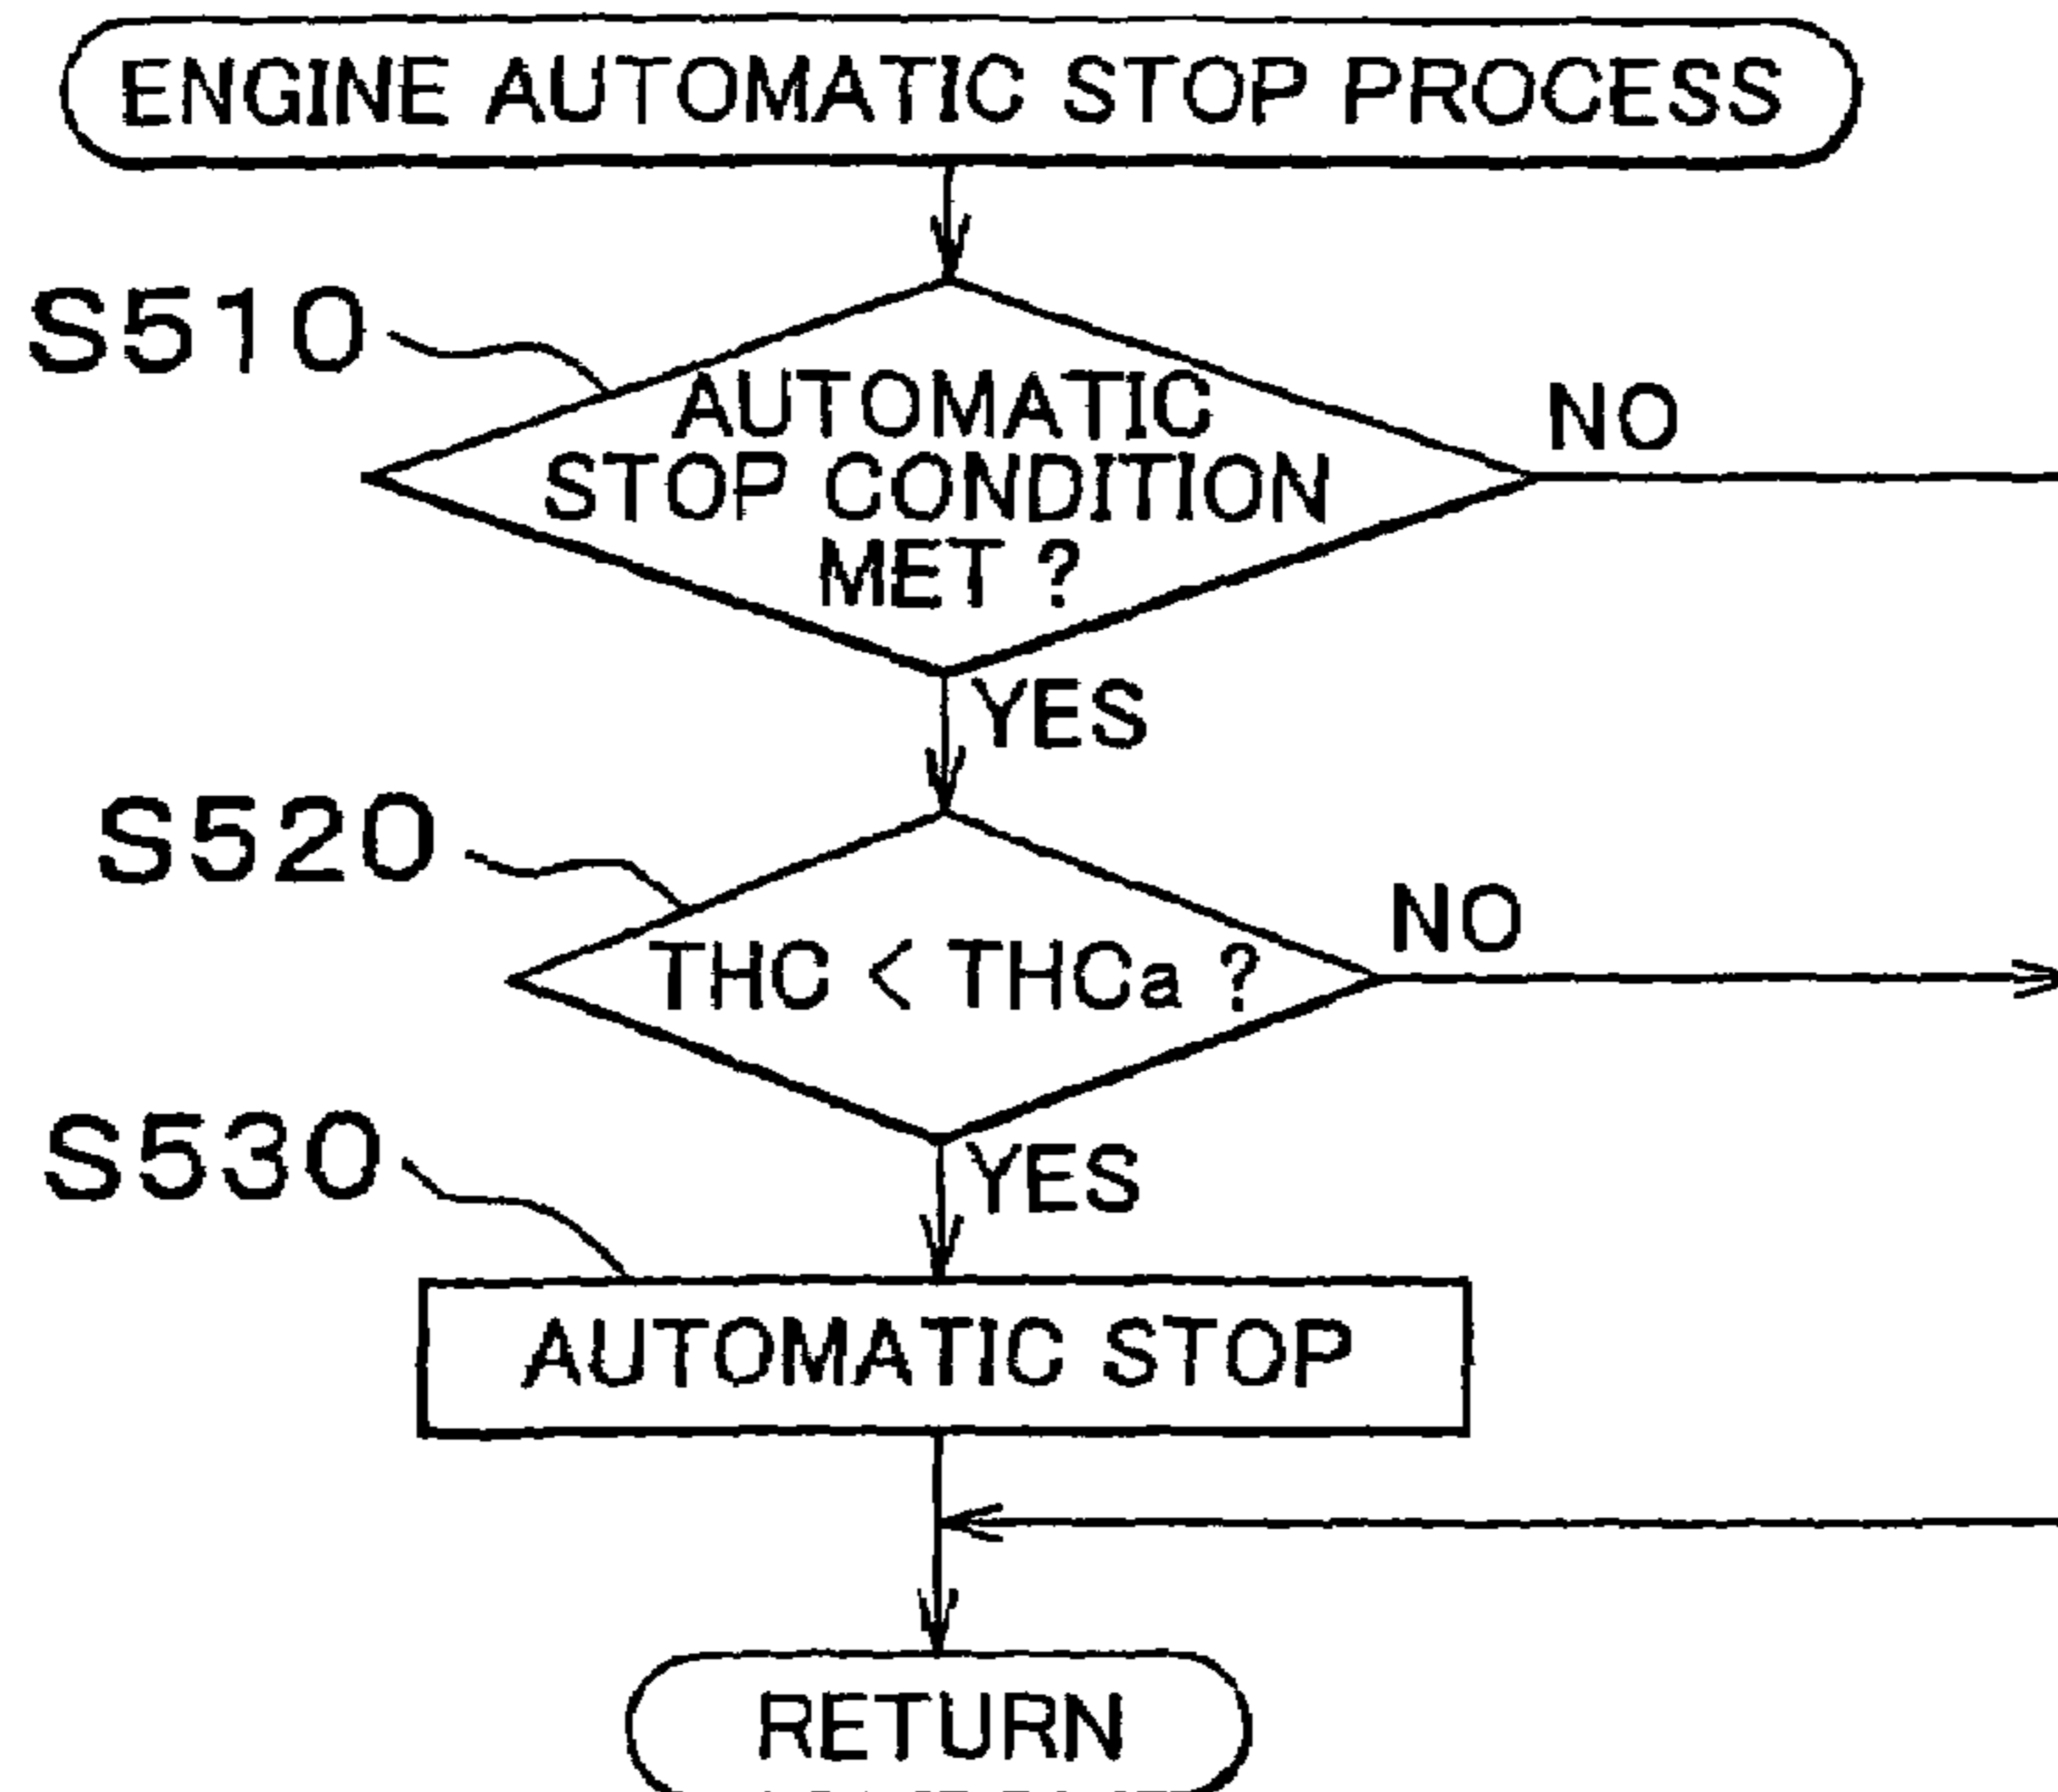 ENGINE AUTOMATIC STOP PROCESS
S510
AUTOMATIC
STOP CONDITION
MET ?
NO
YES
S520
THC < THCa ?
NO
YES
S530
AUTOMATIC STOP
RETURN